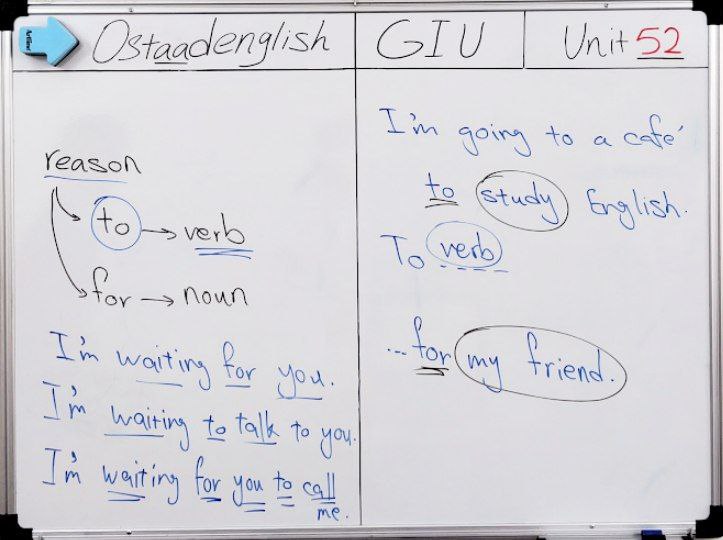 Ostaadenglish
GIU
Unit 52
reason
to → verb
for → noun
I'm waiting for you.
I'm waiting to talk to you.
I'm waiting for you to call
me.
I'm going to a café
to study English.
To verb
...for my friend.